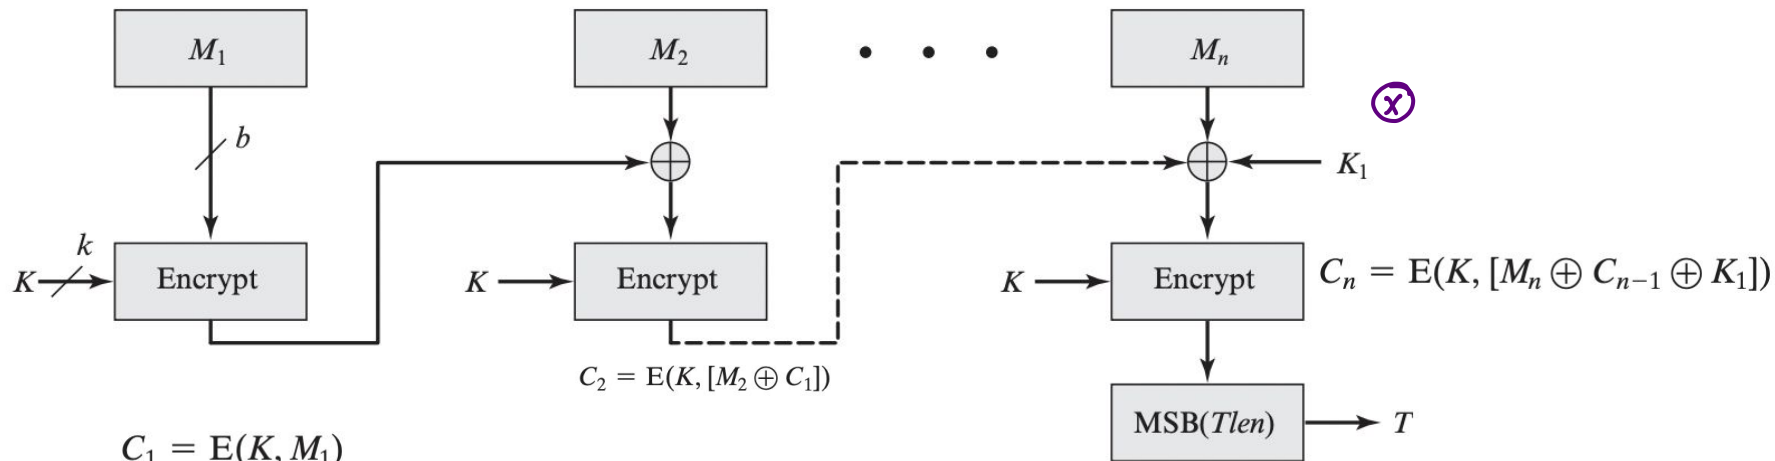 M₁ M₂ • • • Mₙ
ⓧ
b
K₁
k
K Encrypt K Encrypt K Encrypt Cₙ = E(K, [Mₙ ⊕ Cₙ₋₁ ⊕ K₁])
C₂ = E(K, [M₂ ⊕ C₁])
MSB(Tlen) T
C₁ = E(K, M₁)